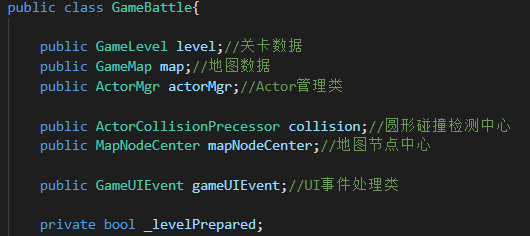 public class GameBattle{
public GameLevel level;//关卡数据
public GameMap map;//地图数据
public ActorMgr actorMgr;//Actor管理类
public ActorCollisionPrecessor collision;//圆形碰撞检测中心
public MapNodeCenter mapNodeCenter;//地图节点中心
public GameUIEvent gameUIEvent;//UI事件处理类
private bool _levelPrepared;